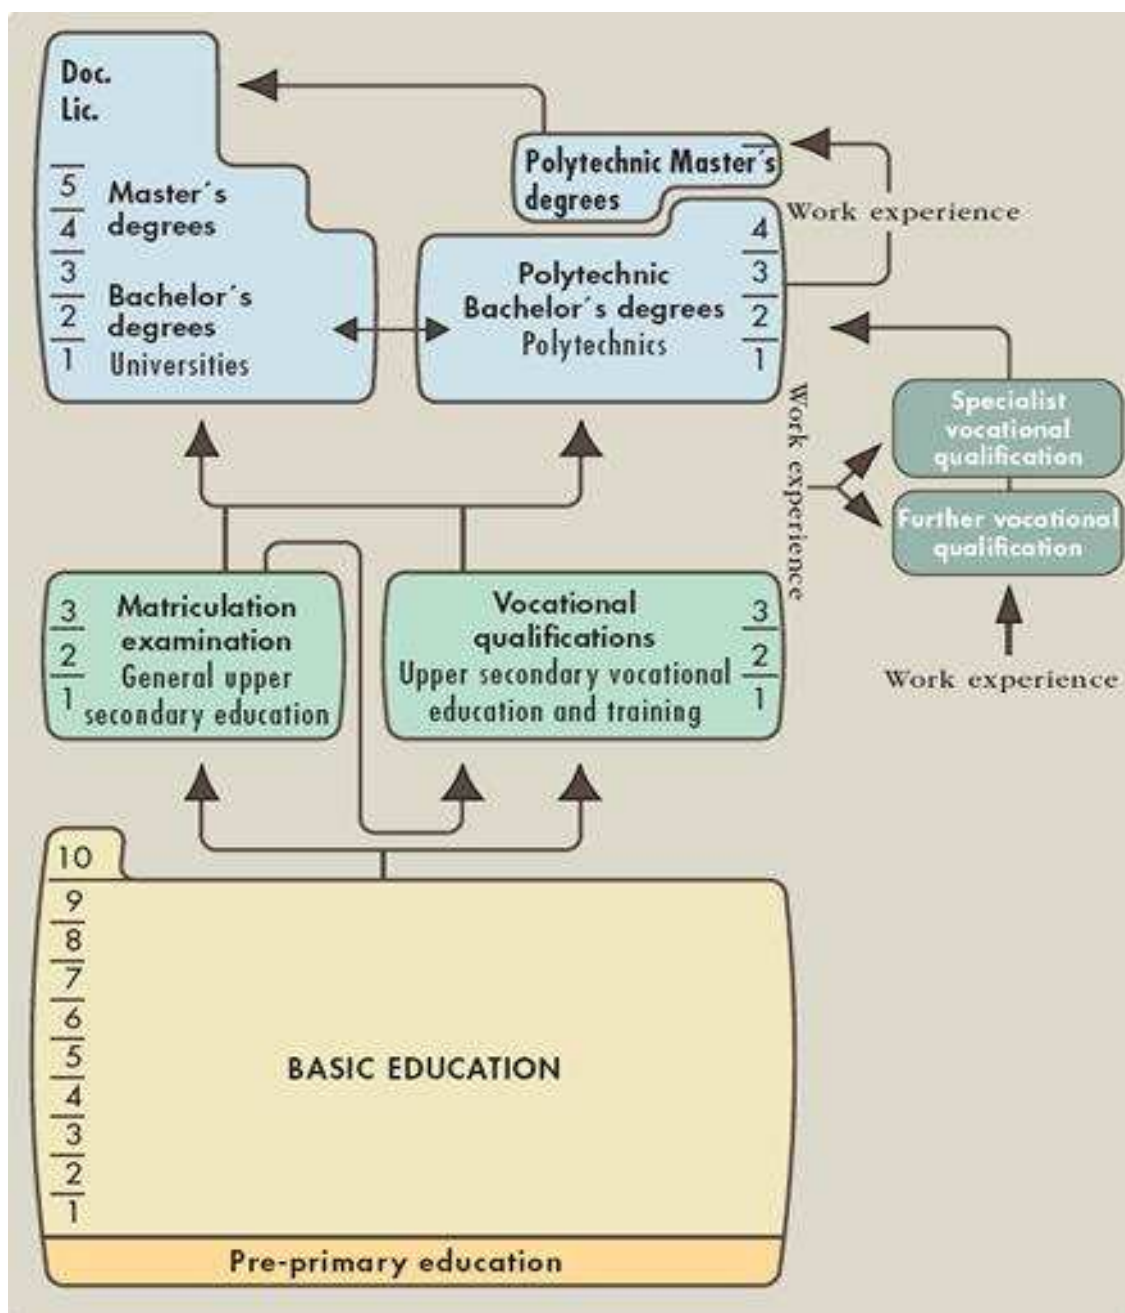 Doc.
Lic.
5
4
3
2
1
Master´s
degrees
Bachelor´s
degrees
Universities
Polytechnic Master´s
degrees
Work experience
Polytechnic
Bachelor´s degrees
Polytechnics
4
3
2
1
Work experience
Specialist
vocational
qualification
Further vocational
qualification
Work experience
3
2
1
Matriculation
examination
General upper
secondary education
Vocational
qualifications
Upper secondary vocational
education and training
3
2
1
10
9
8
7
6
5
4
3
2
1
BASIC EDUCATION
Pre-primary education